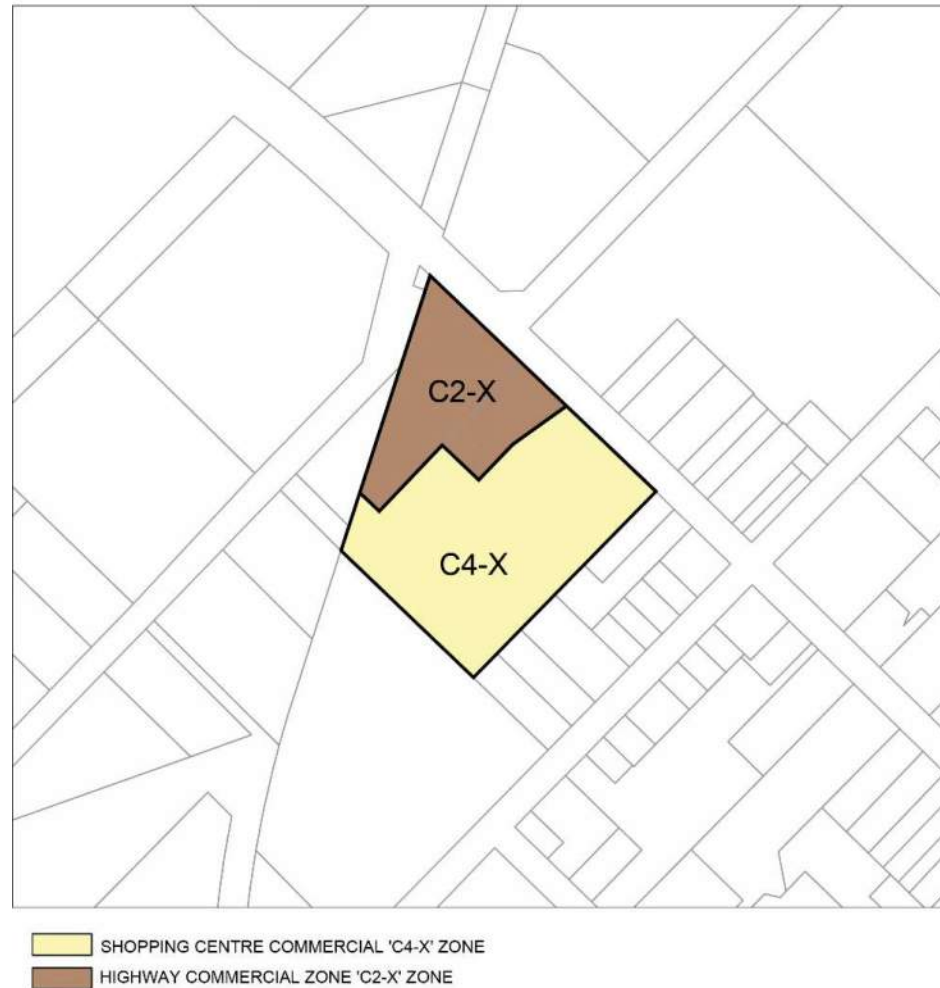 C2-X
C4-X
SHOPPING CENTRE COMMERCIAL 'C4-X' ZONE
HIGHWAY COMMERCIAL ZONE 'C2-X' ZONE